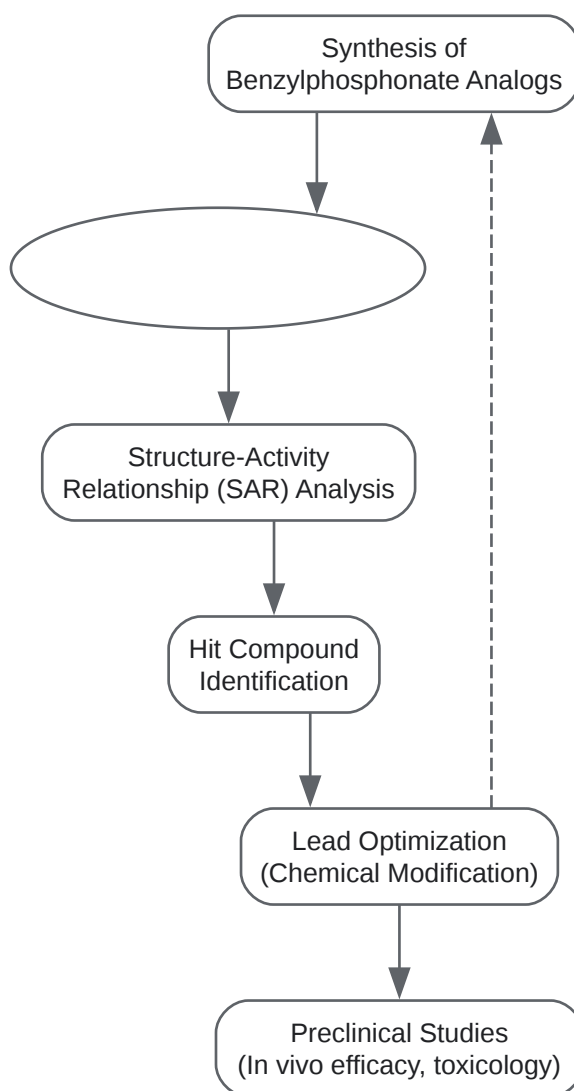 Synthesis of
Benzylphosphonate Analogs
Structure-Activity
Relationship (SAR) Analysis
Hit Compound
Identification
Lead Optimization
(Chemical Modification)
Preclinical Studies
(In vivo efficacy, toxicology)